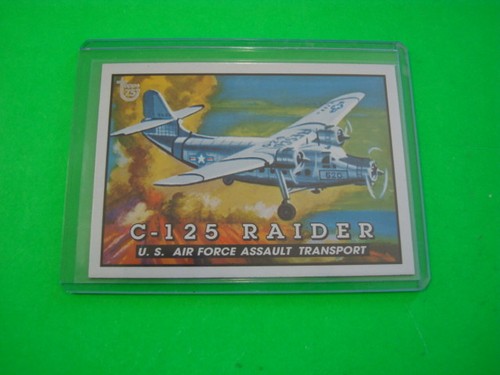 C-125 RAIDER
U. S. AIR FORCE ASSAULT TRANSPORT